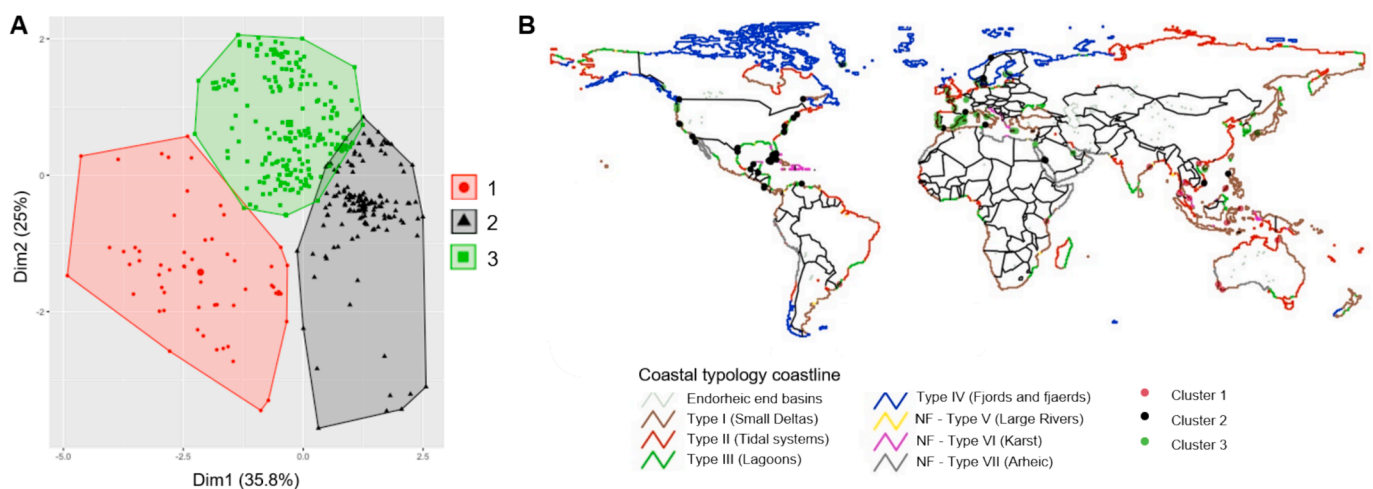 A
B
2
0
-2
-5.0
-2.5
0.0
2.5
Dim2 (25%)
Dim1 (35.8%)
1
2
3
Coastal typology coastline
Endorheic end basins
Type I (Small Deltas)
Type II (Tidal systems)
Type III (Lagoons)
Type IV (Fjords and fjaerds)
NF - Type V (Large Rivers)
NF - Type VI (Karst)
NF - Type VII (Arheic)
Cluster 1
Cluster 2
Cluster 3